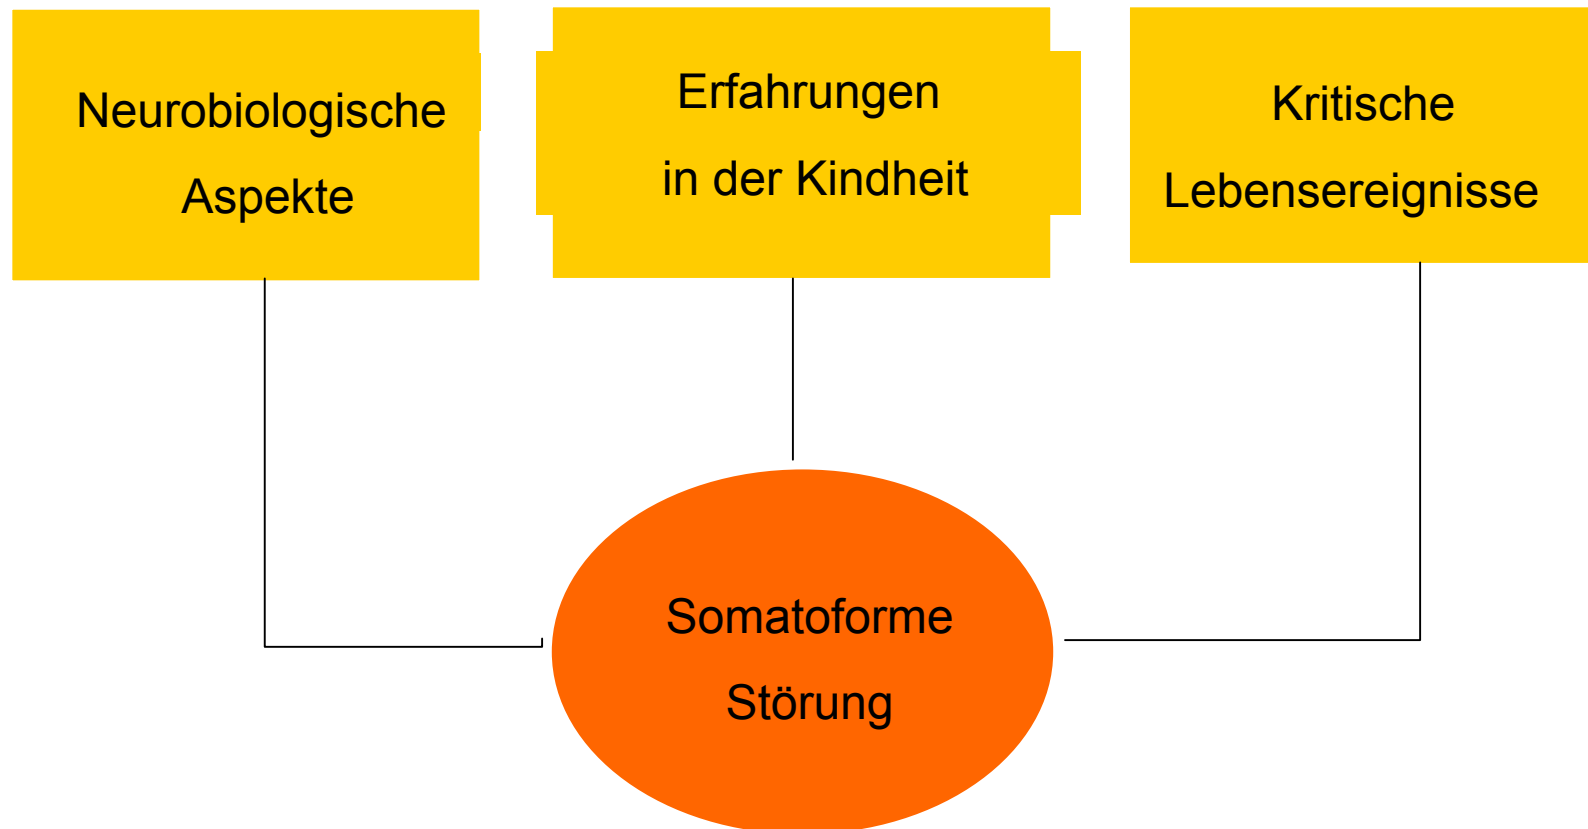 Neurobiologische
Aspekte
Erfahrungen
in der Kindheit
Kritische
Lebensereignisse
Somatoforme
Störung